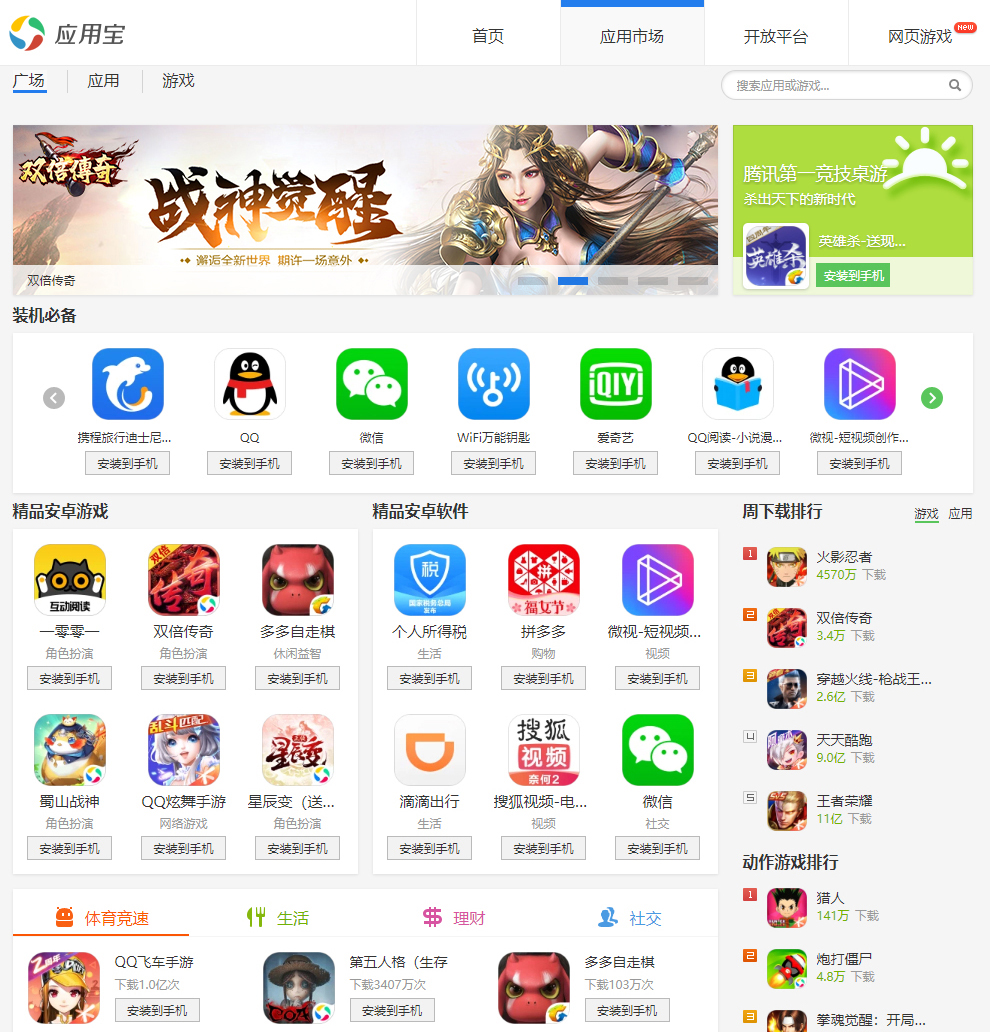 应用宝
首页
应用市场
开放平台
网页游戏
NEW
广场
应用
游戏
搜索应用或游戏...
双倍傳奇
战神觉醒
邂逅全新世界 期许一场意外
双倍传奇
腾讯第一竞技桌游
杀出天下的新时代
四周年
英雄杀
英雄杀-送现...
安装到手机
装机必备
iQIYI
携程旅行迪士尼...
QQ
微信
WiFi万能钥匙
爱奇艺
QQ阅读-小说漫...
微视-短视频创作...
安装到手机
安装到手机
安装到手机
安装到手机
安装到手机
安装到手机
安装到手机
精品安卓游戏
互动阅读
双倍
传奇
一零零一
双倍传奇
多多自走棋
角色扮演
角色扮演
休闲益智
安装到手机
安装到手机
安装到手机
乱斗匹配
星辰变
蜀山战神
QQ炫舞手游
星辰变（送...
角色扮演
网络游戏
角色扮演
安装到手机
安装到手机
安装到手机
精品安卓软件
税
国家税务总局
发布
拼
福女节
个人所得税
拼多多
微视-短视频...
生活
购物
视频
安装到手机
安装到手机
安装到手机
搜狐
视频
奈何2
滴滴出行
搜狐视频-电...
微信
生活
视频
社交
安装到手机
安装到手机
安装到手机
周下载排行
游戏
应用
1
火影忍者
4570万 下载
2
双倍传奇
3.4万 下载
3
穿越火线-枪战王...
2.6亿 下载
4
天天酷跑
9.0亿 下载
5
王者荣耀
11亿 下载
动作游戏排行
1
猎人
141万 下载
2
炮打僵尸
4.8万 下载
3
拳魂觉醒：开局...
体育竞速
生活
理财
社交
2周年
QQ飞车手游
下载1.0亿次
安装到手机
COA
第五人格（生存
下载3407万次
安装到手机
多多自走棋
下载103万次
安装到手机